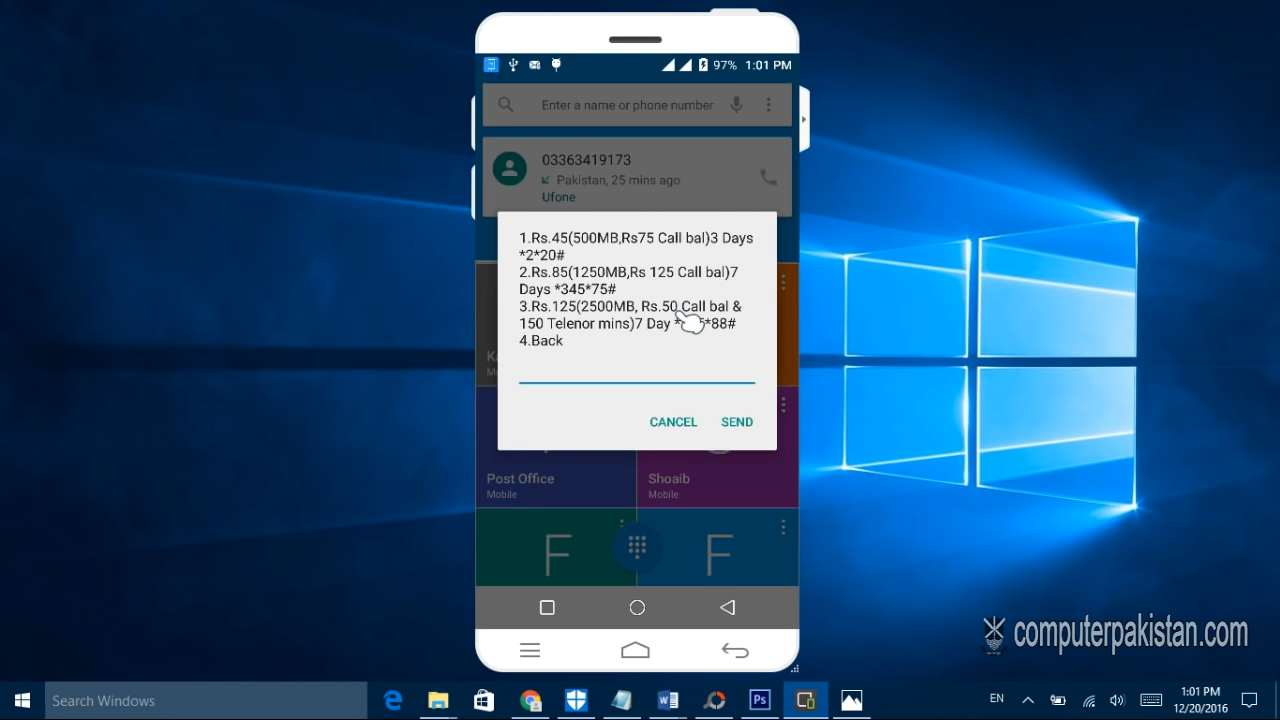 97% 1:01 PM
Enter a name or phone number
03363419173
Pakistan, 25 mins ago
Ufone
1.Rs.45(500MB,Rs75 Call bal)3 Days
*2*20#
2.Rs.85(1250MB,Rs 125 Call bal)7
Days *345*75#
3.Rs.125(2500MB, Rs.50 Call bal &
150 Telenor mins)7 Day *88#
4.Back
CANCEL SEND
Post Office
Mobile
Shoaib
Mobile
F
F
computerpakistan.com
Search Windows
Ps
EN
1:01 PM
12/20/2016